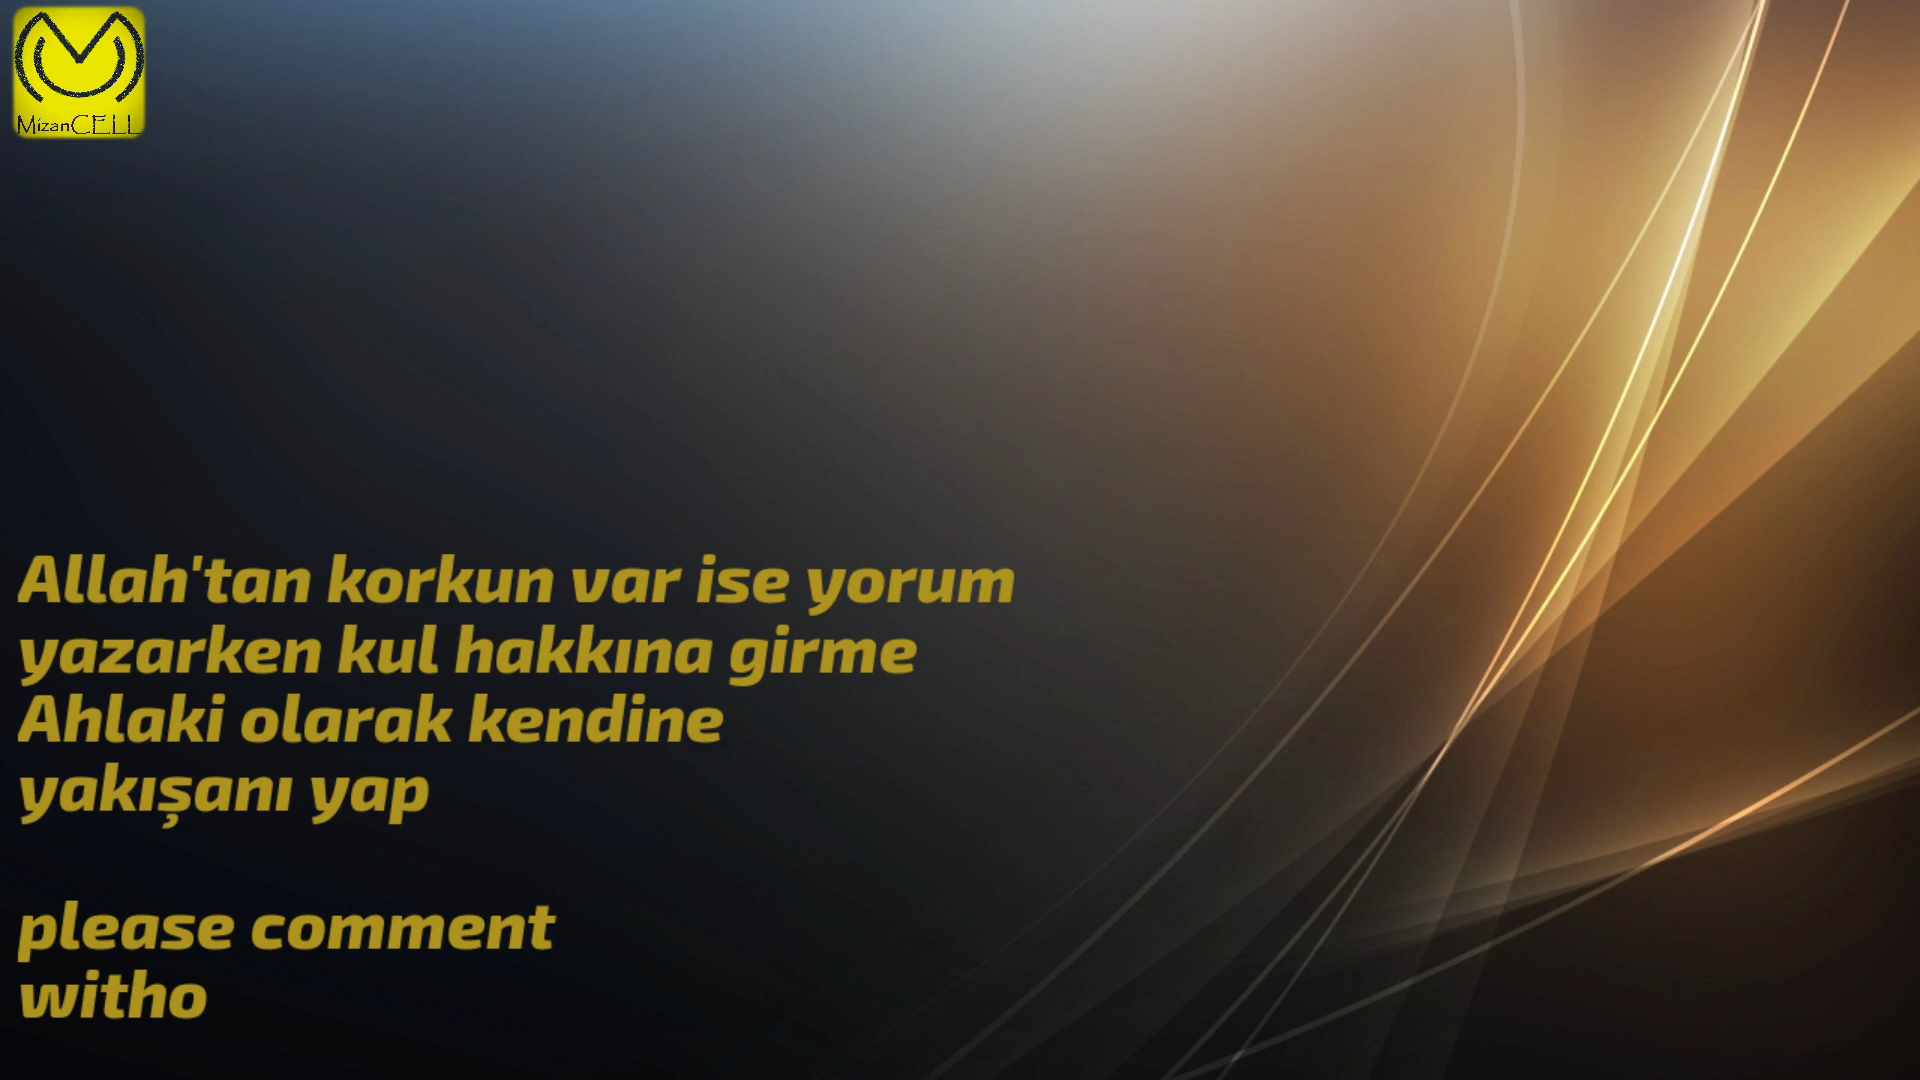 MizanCELL
Allah'tan korkun var ise yorum
yazarken kul hakkına girme
Ahlaki olarak kendine
yakışanı yap
please comment
witho